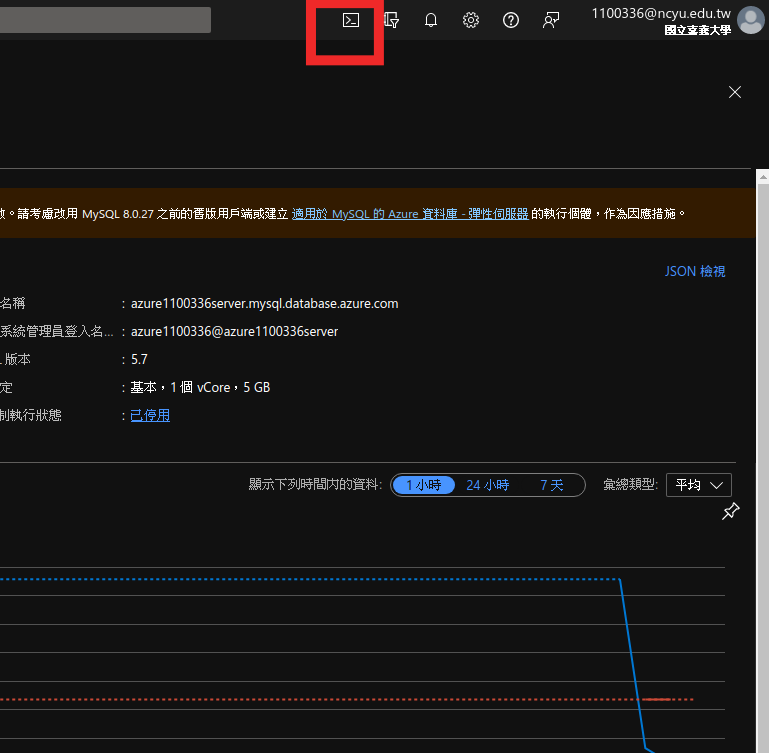 1100336@ncyu.edu.tw
國立嘉義大學
敗。請考慮改用 MySQL 8.0.27 之前的舊版用戶端或建立 適用於 MySQL 的 Azure 資料庫 - 彈性伺服器 的執行個體，作為因應措施。
JSON 檢視
名稱 : azure1100336server.mysql.database.azure.com
系統管理員登入名... : azure1100336@azure1100336server
版本 : 5.7
定 : 基本，1 個 vCore，5 GB
制執行狀態 : 已停用
顯示下列時間內的資料: 1 小時 24 小時 7 天 彙總類型: 平均